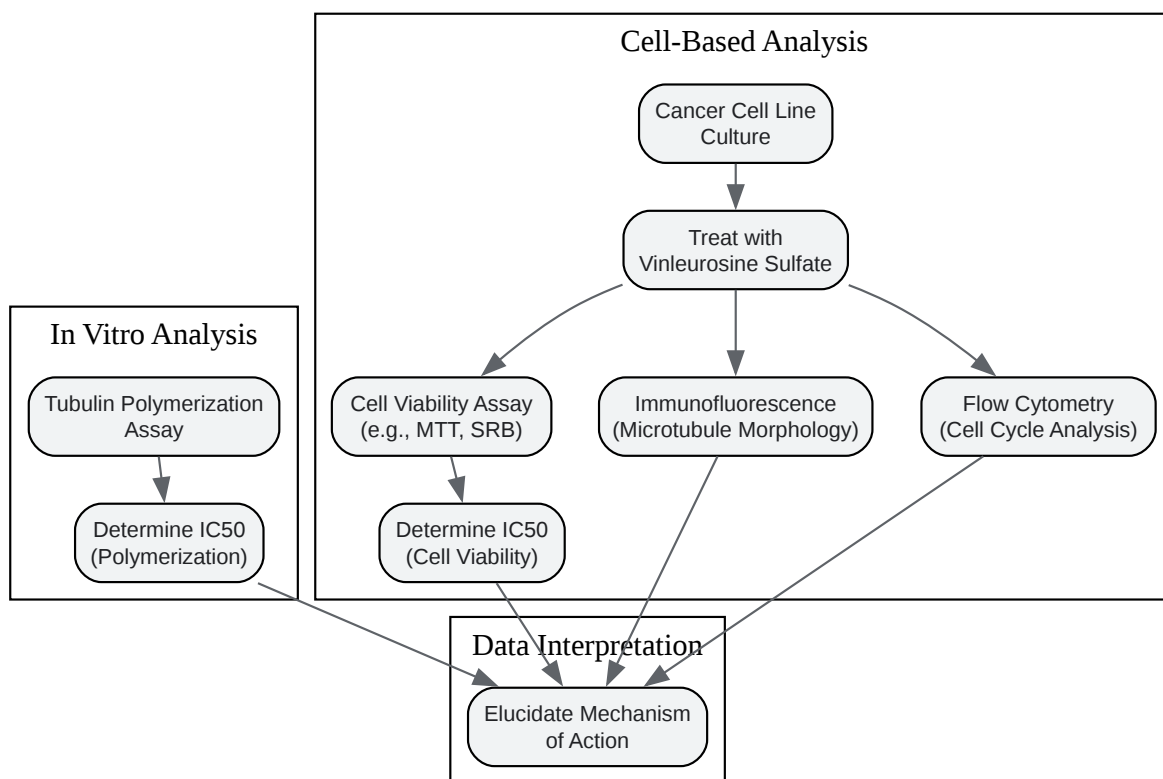 Cell-Based Analysis
Cancer Cell Line
Culture
Treat with
Vinleurosine Sulfate
In Vitro Analysis
Tubulin Polymerization
Assay
Cell Viability Assay
(e.g., MTT, SRB)
Immunofluorescence
(Microtubule Morphology)
Flow Cytometry
(Cell Cycle Analysis)
Determine IC50
(Polymerization)
Determine IC50
(Cell Viability)
Data Interpretation
Elucidate Mechanism
of Action